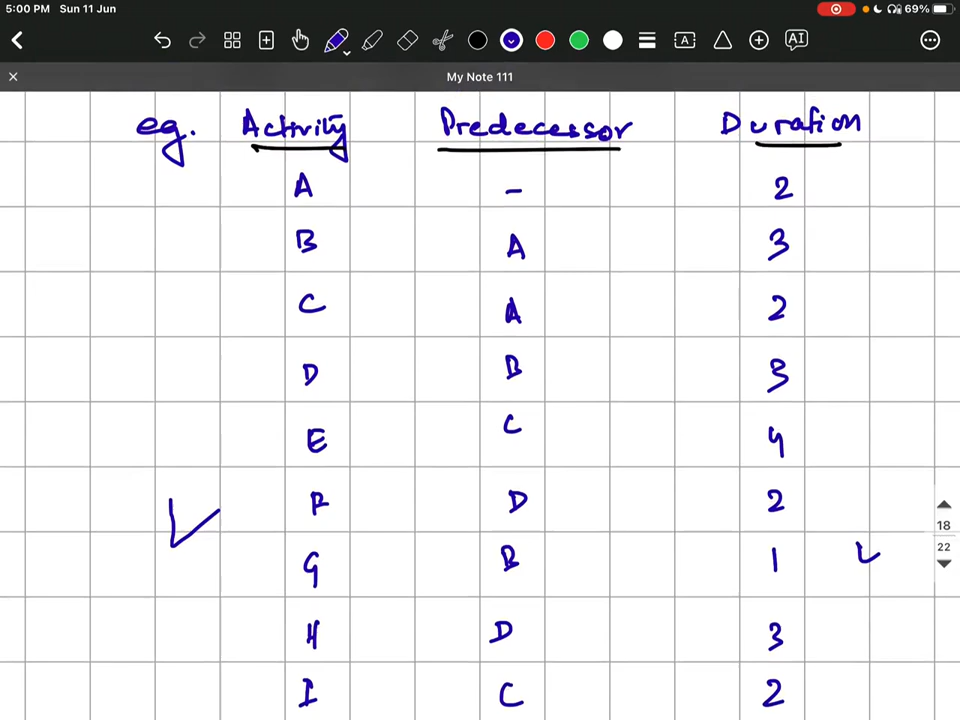 5:00 PM Sun 11 Jun 69%
A AI
My Note 111
eg. Activity Predecessor Duration
A - 2
B A 3
C A 2
D B 3
E C 4
F D 2
18
G B 1
22
H D 3
I C 2